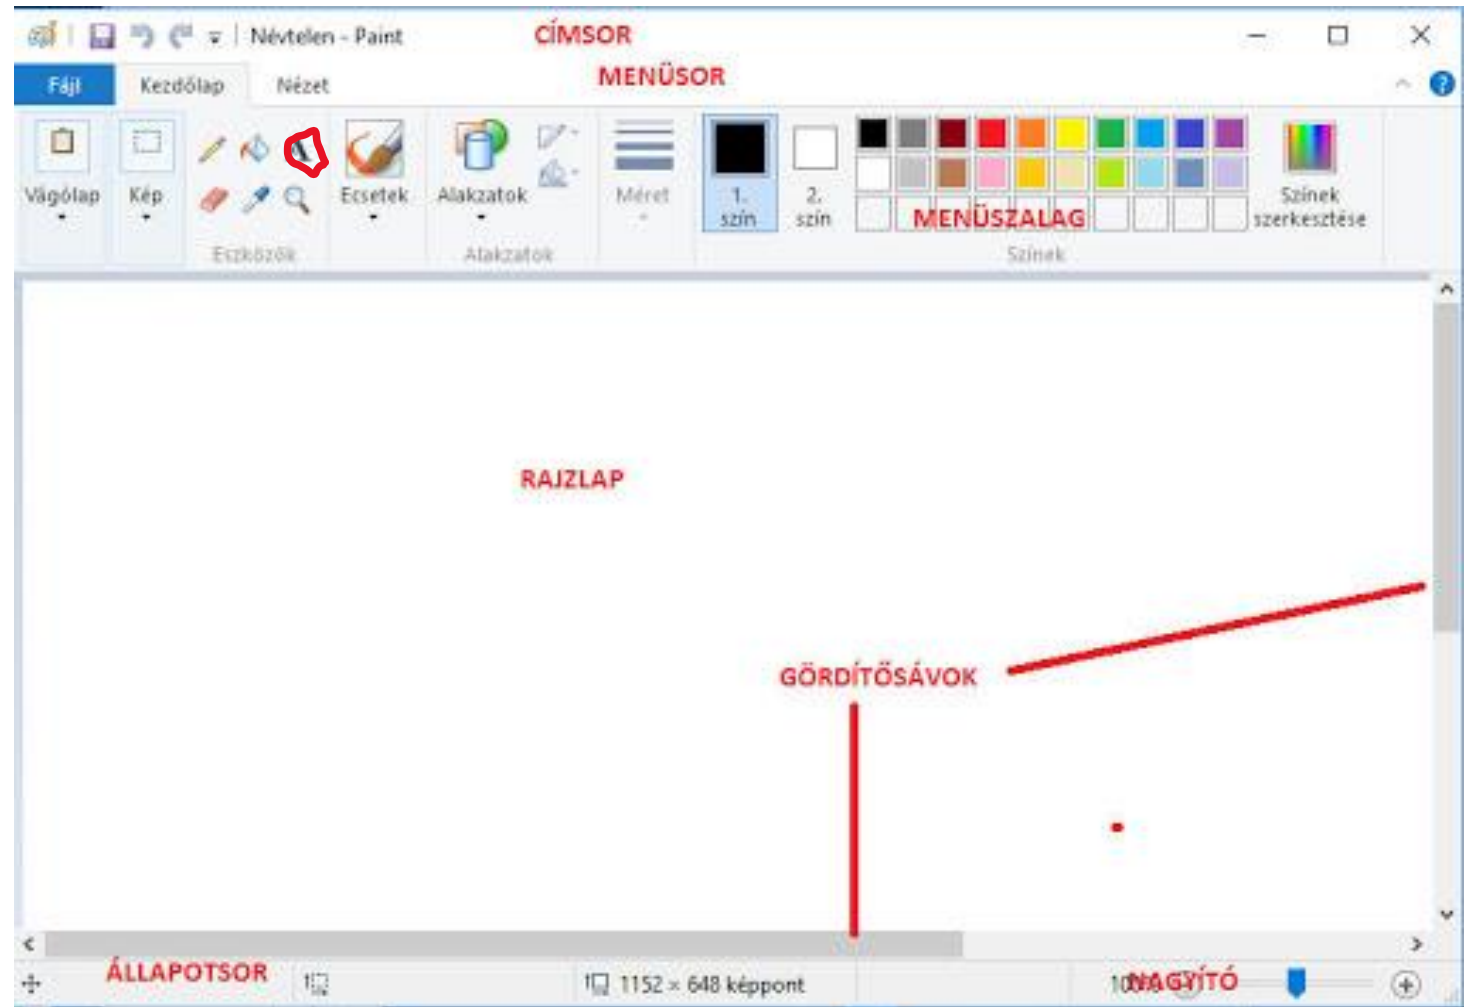 Névtelen - Paint
CÍMSOR
Fájl
Kezdőlap
Nézet
MENÜSOR
Vágólap
Kép
Eszközök
Ecsetek
Alakzatok
Alakzatok
Méret
1.
szín
2.
szín
MENÜSZALAG
Színek
Színek
szerkesztése
RAJZLAP
GÖRDÍTŐSÁVOK
ÁLLAPOTSOR
1152 × 648 képpont
NAGYÍTÓ